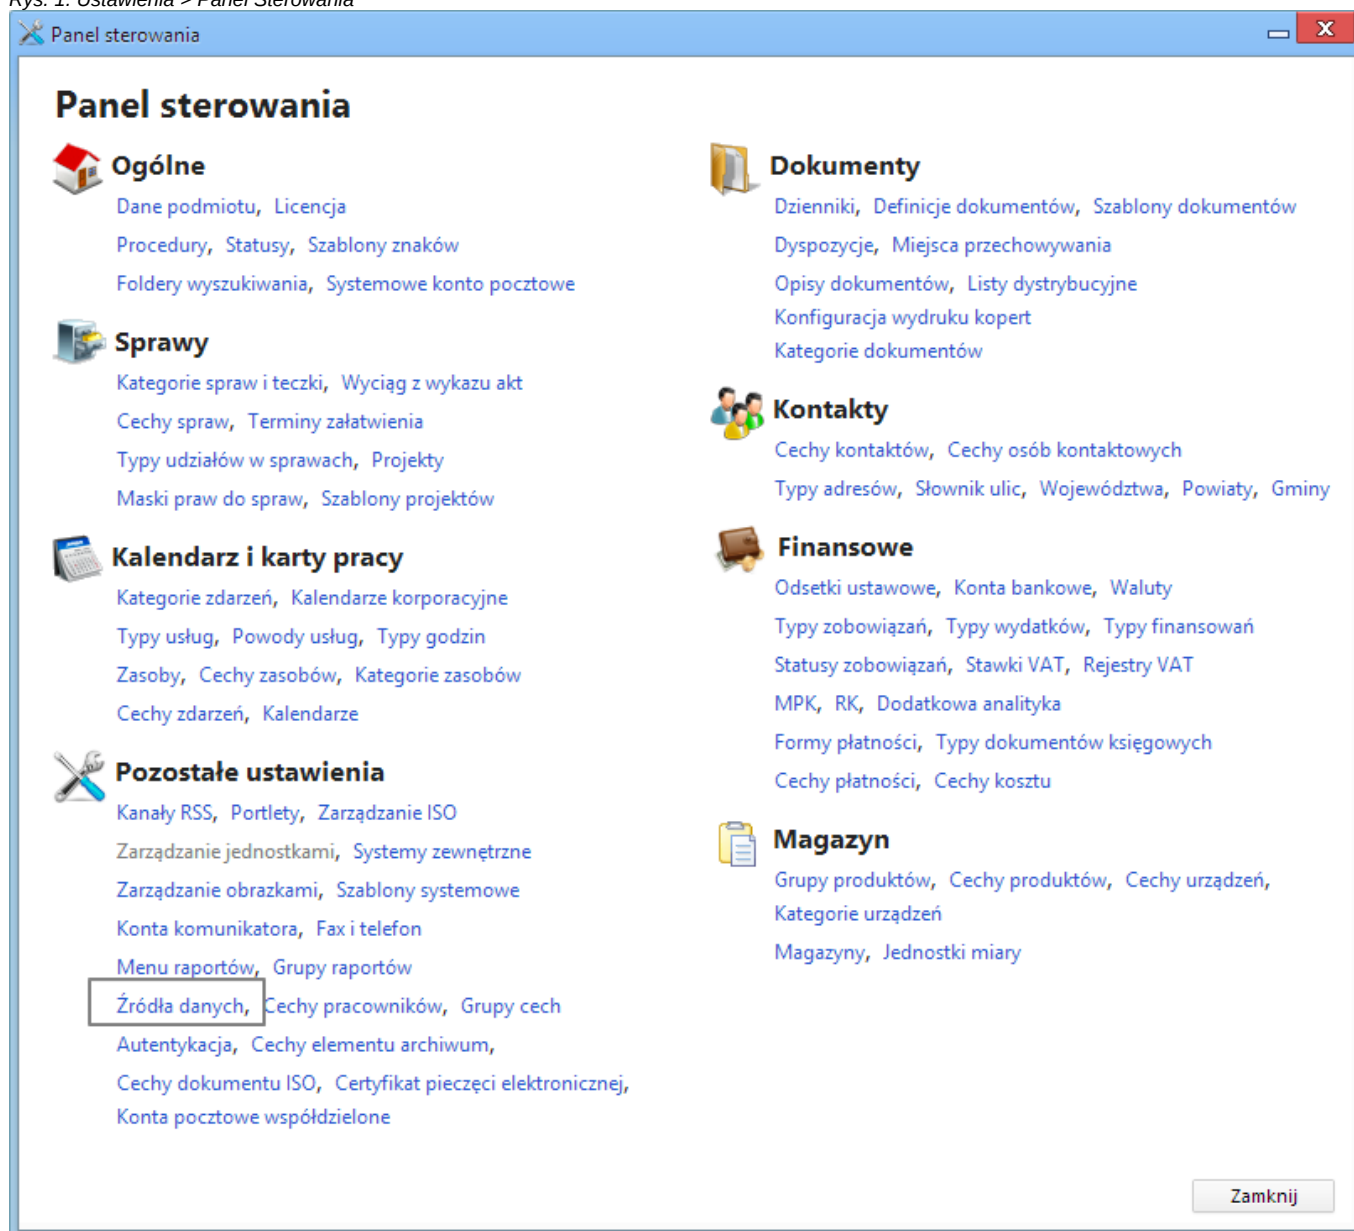 Rys. 1. Ustawienia > Panel Sterowania
Panel sterowania
X
Panel sterowania
Ogólne
Dane podmiotu, Licencja
Procedury, Statusy, Szablony znaków
Foldery wyszukiwania, Systemowe konto pocztowe
Sprawy
Kategorie spraw i teczki, Wyciąg z wykazu akt
Cechy spraw, Terminy załatwienia
Typy udziałów w sprawach, Projekty
Maski praw do spraw, Szablony projektów
Kalendarz i karty pracy
Kategorie zdarzeń, Kalendarze korporacyjne
Typy usług, Powody usług, Typy godzin
Zasoby, Cechy zasobów, Kategorie zasobów
Cechy zdarzeń, Kalendarze
Pozostałe ustawienia
Kanały RSS, Portlety, Zarządzanie ISO
Zarządzanie jednostkami, Systemy zewnętrzne
Zarządzanie obrazkami, Szablony systemowe
Konta komunikatora, Fax i telefon
Menu raportów, Grupy raportów
Źródła danych, Cechy pracowników, Grupy cech
Autentykacja, Cechy elementu archiwum,
Cechy dokumentu ISO, Certyfikat pieczęci elektronicznej,
Konta pocztowe współdzielone
Dokumenty
Dzienniki, Definicje dokumentów, Szablony dokumentów
Dyspozycje, Miejsca przechowywania
Opisy dokumentów, Listy dystrybucyjne
Konfiguracja wydruku kopert
Kategorie dokumentów
Kontakty
Cechy kontaktów, Cechy osób kontaktowych
Typy adresów, Słownik ulic, Województwa, Powiaty, Gminy
Finansowe
Odsetki ustawowe, Konta bankowe, Waluty
Typy zobowiązań, Typy wydatków, Typy finansowań
Statusy zobowiązań, Stawki VAT, Rejestry VAT
MPK, RK, Dodatkowa analityka
Formy płatności, Typy dokumentów księgowych
Cechy płatności, Cechy kosztu
Magazyn
Grupy produktów, Cechy produktów, Cechy urządzeń,
Kategorie urządzeń
Magazyny, Jednostki miary
Zamknij